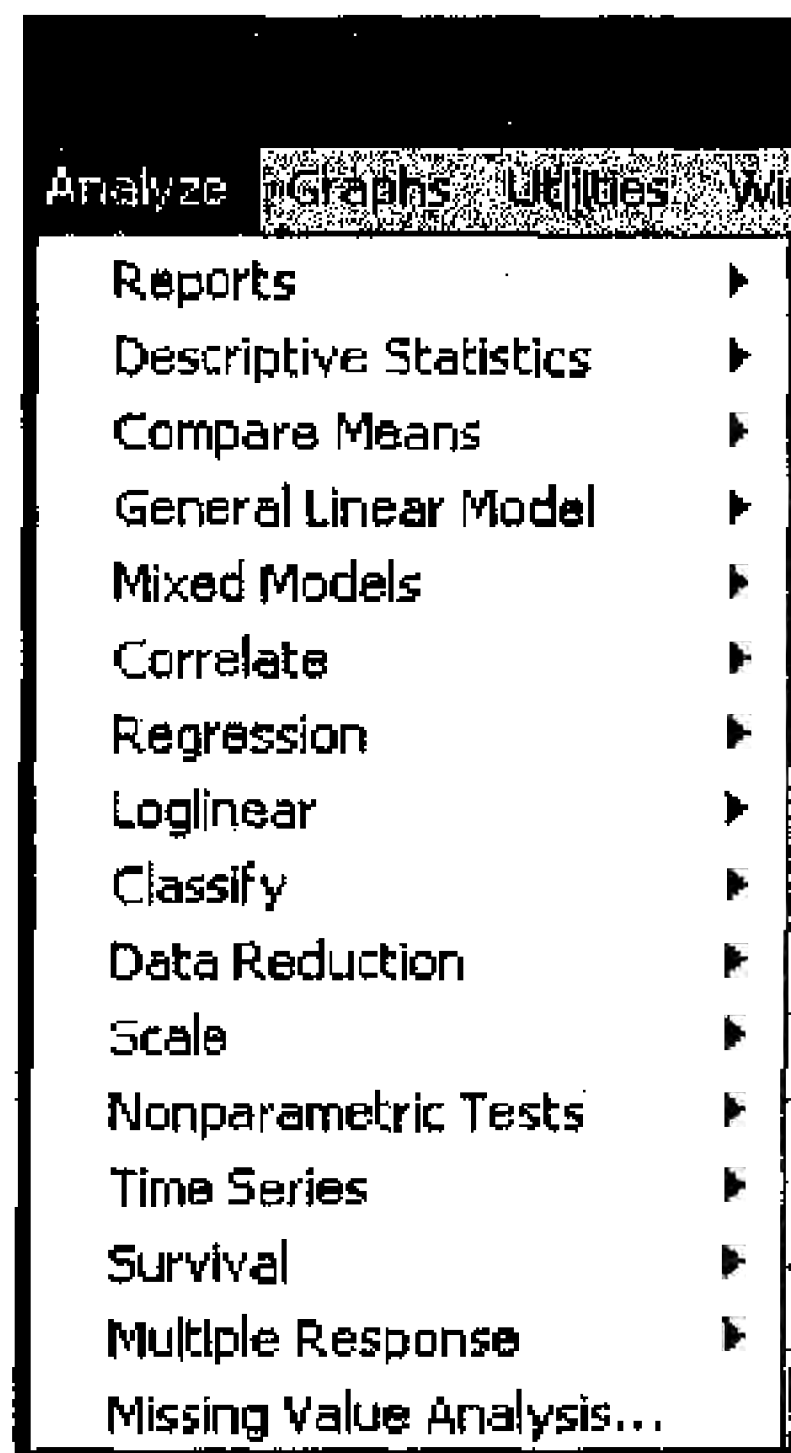 Analyze Graphs Utilities Wi
Reports
Descriptive Statistics
Compare Means
General Linear Model
Mixed Models
Correlate
Regression
Loglinear
Classify
Data Reduction
Scale
Nonparametric Tests
Time Series
Survival
Multiple Response
Missing Value Analysis...